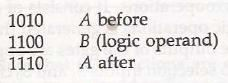 1010 A before
1100 B (logic operand)
1110 A after